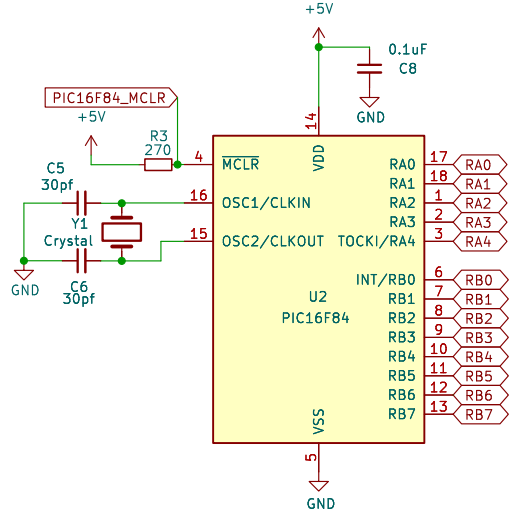 +5V
0.1uF
C8
GND
PIC16F84_MCLR
+5V
R3
270
14
VDD
4
MCLR
C5
30pf
16
OSC1/CLKIN
Y1
Crystal
15
OSC2/CLKOUT
GND
C6
30pf
U2
PIC16F84
RA0 17 RA0
RA1 18 RA1
RA2 1 RA2
RA3 2 RA3
TOCKI/RA4 3 RA4
INT/RB0 6 RB0
RB1 7 RB1
RB2 8 RB2
RB3 9 RB3
RB4 10 RB4
RB5 11 RB5
RB6 12 RB6
RB7 13 RB7
VSS
5
GND